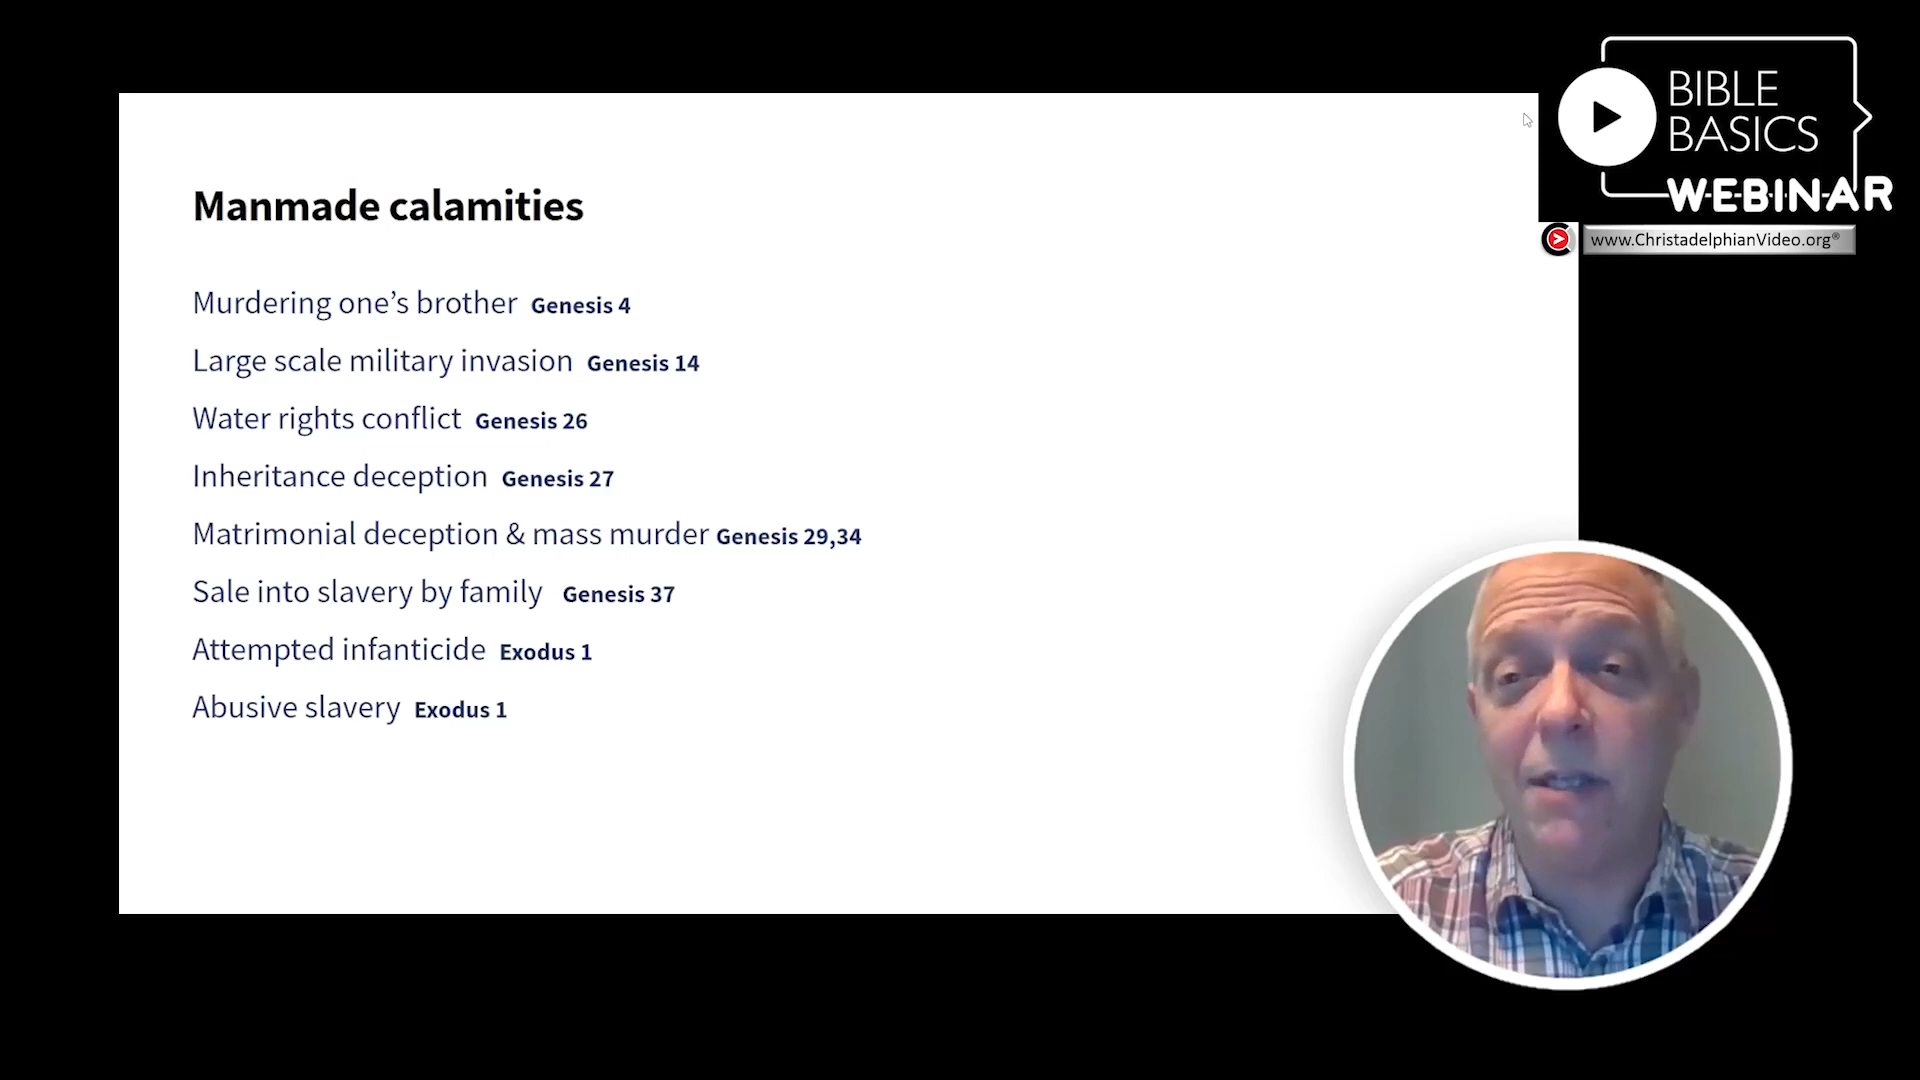 BIBLE
BASICS
WEBINAR
www.ChristadelphianVideo.org®
Manmade calamities
Murdering one’s brother Genesis 4
Large scale military invasion Genesis 14
Water rights conflict Genesis 26
Inheritance deception Genesis 27
Matrimonial deception & mass murder Genesis 29,34
Sale into slavery by family Genesis 37
Attempted infanticide Exodus 1
Abusive slavery Exodus 1